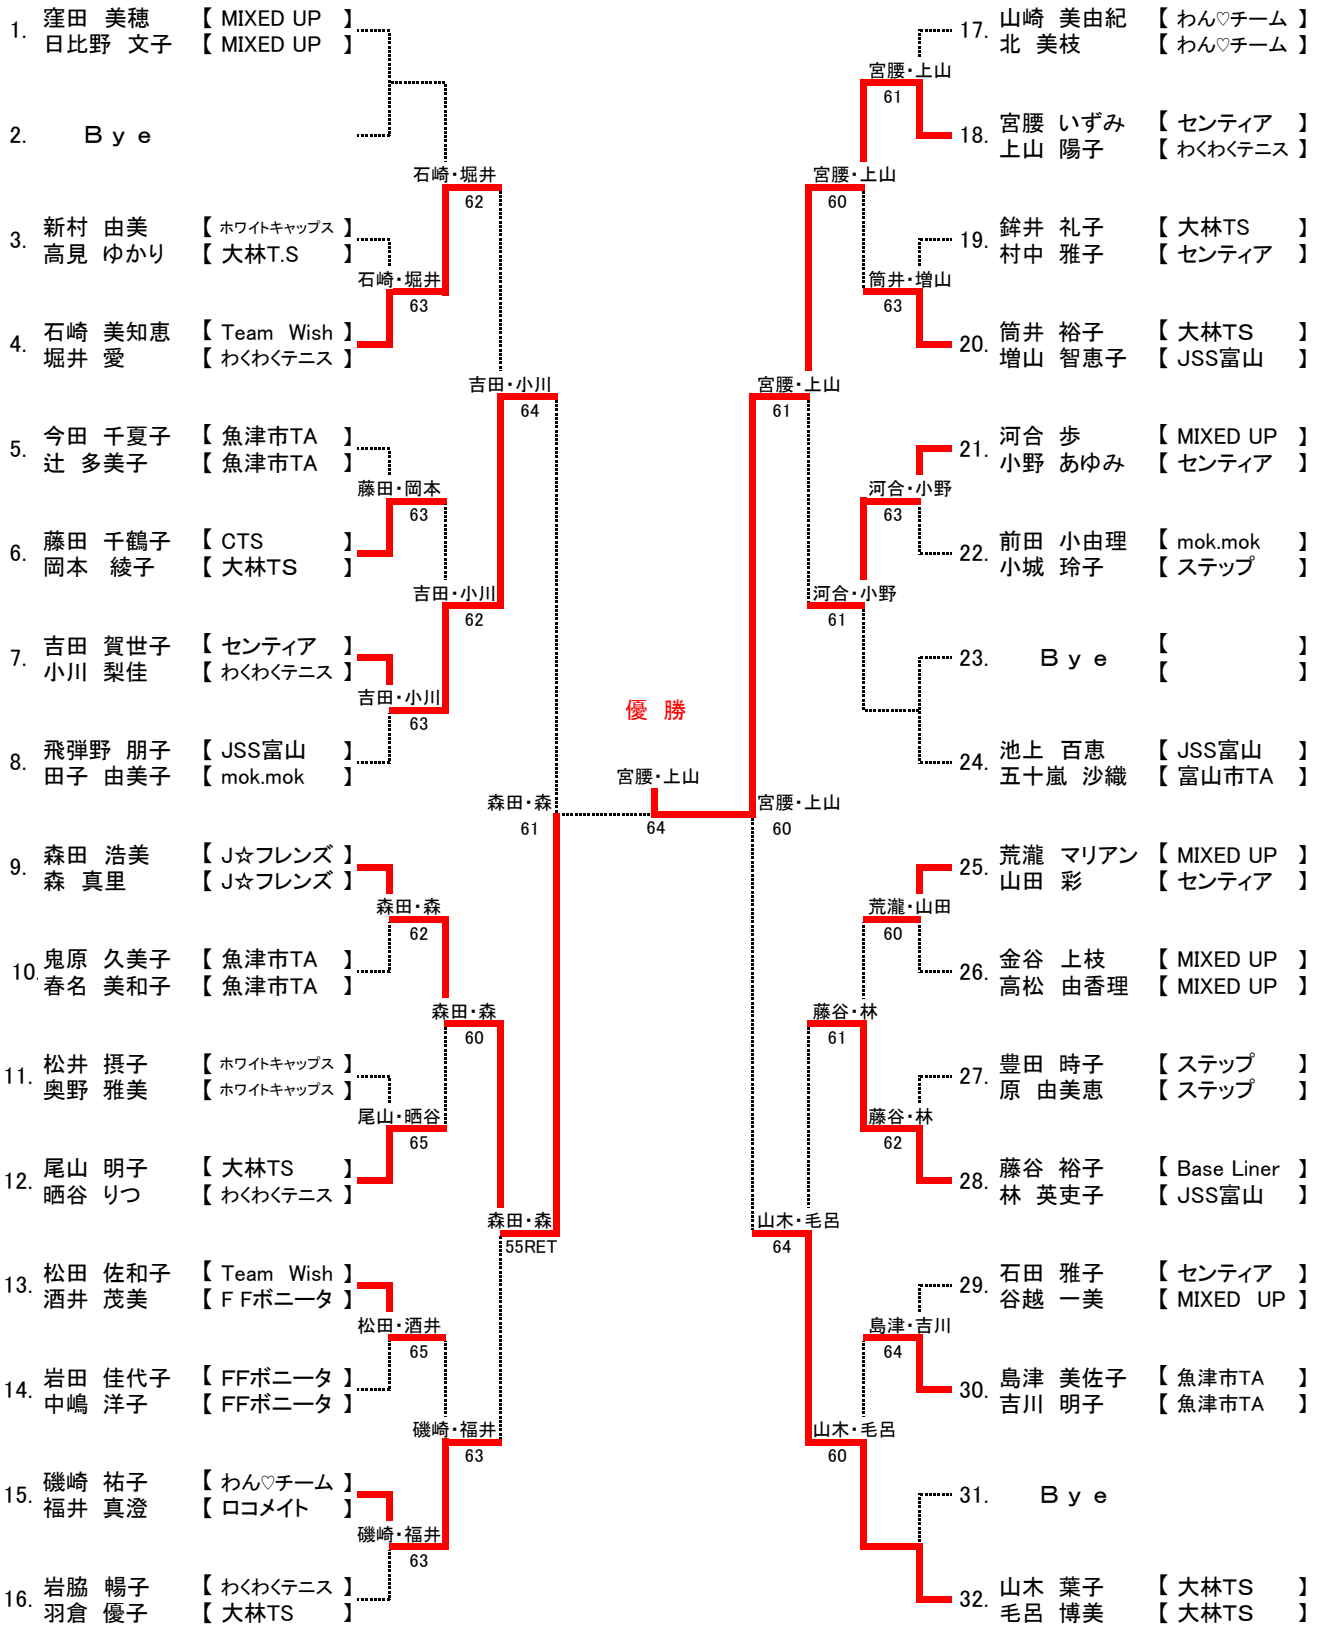 1. 窪田 美穂 【 MIXED UP 】
日比野 文子 【 MIXED UP 】
2. Bye
石崎・堀井
62
3. 新村 由美 【 ホワイトキャップス 】
高見 ゆかり 【 大林T.S 】
石崎・堀井
63
4. 石崎 美知恵 【 Team Wish 】
堀井 愛 【 わくわくテニス 】
吉田・小川
64
5. 今田 千夏子 【 魚津市TA 】
辻 多美子 【 魚津市TA 】
藤田・岡本
63
6. 藤田 千鶴子 【 CTS 】
岡本 綾子 【 大林TS 】
吉田・小川
62
7. 吉田 賀世子 【 センティア 】
小川 梨佳 【 わくわくテニス 】
吉田・小川
63
8. 飛弾野 朋子 【 JSS富山 】
田子 由美子 【 mok.mok 】
森田・森
61
9. 森田 浩美 【 J☆フレンズ 】
森 真里 【 J☆フレンズ 】
森田・森
62
10. 鬼原 久美子 【 魚津市TA 】
春名 美和子 【 魚津市TA 】
森田・森
60
11. 松井 摂子 【 ホワイトキャップス 】
奥野 雅美 【 ホワイトキャップス 】
尾山・晒谷
65
12. 尾山 明子 【 大林TS 】
晒谷 りつ 【 わくわくテニス 】
森田・森
55RET
13. 松田 佐和子 【 Team Wish 】
酒井 茂美 【 F Fボニータ 】
松田・酒井
65
14. 岩田 佳代子 【 FFボニータ 】
中嶋 洋子 【 FFボニータ 】
磯崎・福井
63
15. 磯崎 祐子 【 わん♡チーム 】
福井 真澄 【 ロコメイト 】
磯崎・福井
63
16. 岩脇 暢子 【 わくわくテニス 】
羽倉 優子 【 大林TS 】
優 勝
宮腰・上山
64
17. 山崎 美由紀 【 わん♡チーム 】
北 美枝 【 わん♡チーム 】
宮腰・上山
61
18. 宮腰 いずみ 【 センティア 】
上山 陽子 【 わくわくテニス 】
宮腰・上山
60
19. 鉾井 礼子 【 大林TS 】
村中 雅子 【 センティア 】
筒井・増山
63
20. 筒井 裕子 【 大林TS 】
増山 智恵子 【 JSS富山 】
宮腰・上山
61
21. 河合 歩 【 MIXED UP 】
小野 あゆみ 【 センティア 】
河合・小野
63
22. 前田 小由理 【 mok.mok 】
小城 玲子 【 ステップ 】
河合・小野
61
23. Bye 【 】
【 】
24. 池上 百恵 【 JSS富山 】
五十嵐 沙織 【 富山市TA 】
宮腰・上山
60
25. 荒瀧 マリアン 【 MIXED UP 】
山田 彩 【 センティア 】
荒瀧・山田
60
26. 金谷 上枝 【 MIXED UP 】
高松 由香理 【 MIXED UP 】
藤谷・林
61
27. 豊田 時子 【 ステップ 】
原 由美恵 【 ステップ 】
藤谷・林
62
28. 藤谷 裕子 【 Base Liner 】
林 英吏子 【 JSS富山 】
山木・毛呂
64
29. 石田 雅子 【 センティア 】
谷越 一美 【 MIXED UP 】
島津・吉川
64
30. 島津 美佐子 【 魚津市TA 】
吉川 明子 【 魚津市TA 】
山木・毛呂
60
31. Bye
32. 山木 葉子 【 大林TS 】
毛呂 博美 【 大林TS 】